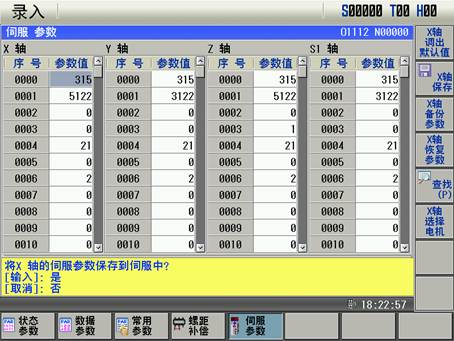 录入
S00000 T00 H00
伺服 参数
O1112 N00000
X 轴 Y 轴 Z 轴 S1 轴
序 号 参数值 序 号 参数值 序 号 参数值 序 号 参数值
0000 315 0000 315 0000 315 0000 315
0001 5122 0001 3122 0001 5122 0001 3122
0002 0 0002 0 0002 0 0002 0
0003 0 0003 0 0003 1 0003 0
0004 21 0004 21 0004 21 0004 21
0005 0 0005 0 0005 0 0005 0
0006 2 0006 2 0006 2 0006 2
0007 0 0007 0 0007 0 0007 0
0008 0 0008 0 0008 0 0008 0
0009 0 0009 0 0009 0 0009 0
0010 0 0010 0 0010 0 0010 0
将X 轴的伺服参数保存到伺服中?
[输入]: 是
[取消]: 否
18:22:57
X轴
调出
默认值
X轴
保存
X轴
备份
参数
X轴
恢复
参数
查找
(P)
X轴
选择
电机
状态
参数
数据
参数
常用
参数
螺距
补偿
伺服
参数